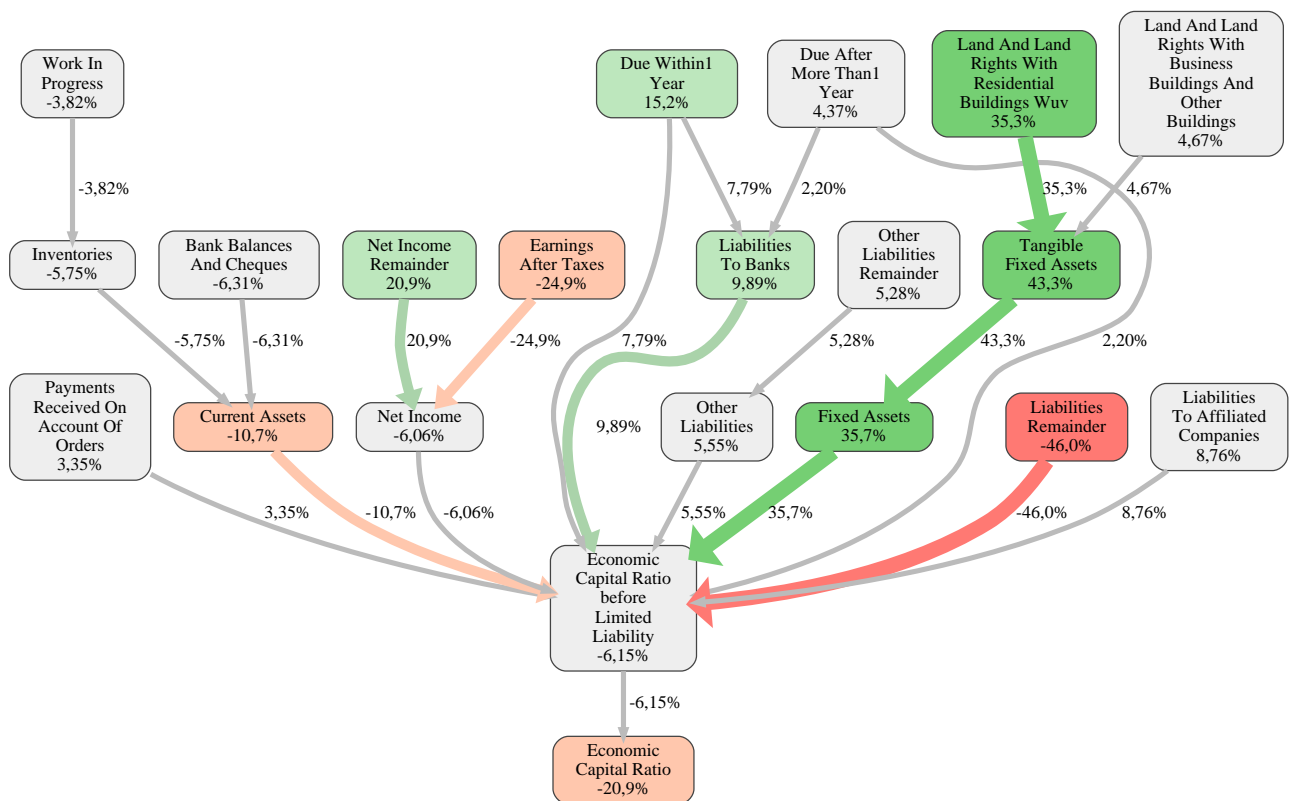 Work In
Progress
-3,82%
Due Within1
Year
15,2%
Due After
More Than1
Year
4,37%
Land And Land
Rights With
Residential
Buildings Wuv
35,3%
Land And Land
Rights With
Business
Buildings And
Other
Buildings
4,67%
-3,82%
7,79%
2,20%
35,3%
4,67%
Inventories
-5,75%
Bank Balances
And Cheques
-6,31%
Net Income
Remainder
20,9%
Earnings
After Taxes
-24,9%
Liabilities
To Banks
9,89%
Other
Liabilities
Remainder
5,28%
Tangible
Fixed Assets
43,3%
-5,75%
-6,31%
20,9%
-24,9%
7,79%
5,28%
43,3%
2,20%
Payments
Received On
Account Of
Orders
3,35%
Current Assets
-10,7%
Net Income
-6,06%
9,89%
Other
Liabilities
5,55%
Fixed Assets
35,7%
Liabilities
Remainder
-46,0%
Liabilities
To Affiliated
Companies
8,76%
3,35%
-10,7%
-6,06%
5,55%
35,7%
-46,0%
8,76%
Economic
Capital Ratio
before
Limited
Liability
-6,15%
-6,15%
Economic
Capital Ratio
-20,9%